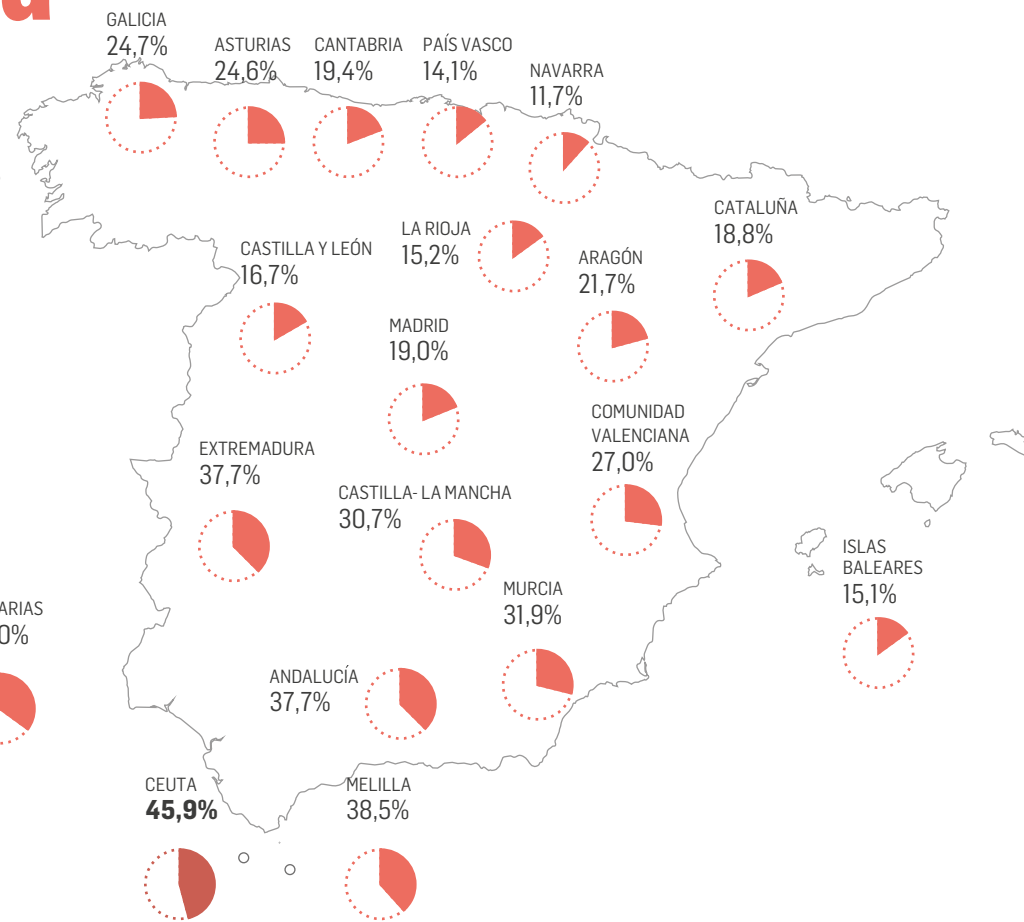 GALICIA
24,7%
ASTURIAS
24,6%
CANTABRIA
19,4%
PAÍS VASCO
14,1%
NAVARRA
11,7%
CATALUÑA
18,8%
LA RIOJA
15,2%
CASTILLA Y LEÓN
16,7%
ARAGÓN
21,7%
MADRID
19,0%
COMUNIDAD
VALENCIANA
27,0%
EXTREMADURA
37,7%
CASTILLA- LA MANCHA
30,7%
ISLAS
BALEARES
15,1%
MURCIA
31,9%
ARIAS
0%
ANDALUCÍA
37,7%
CEUTA
45,9%
MELILLA
38,5%